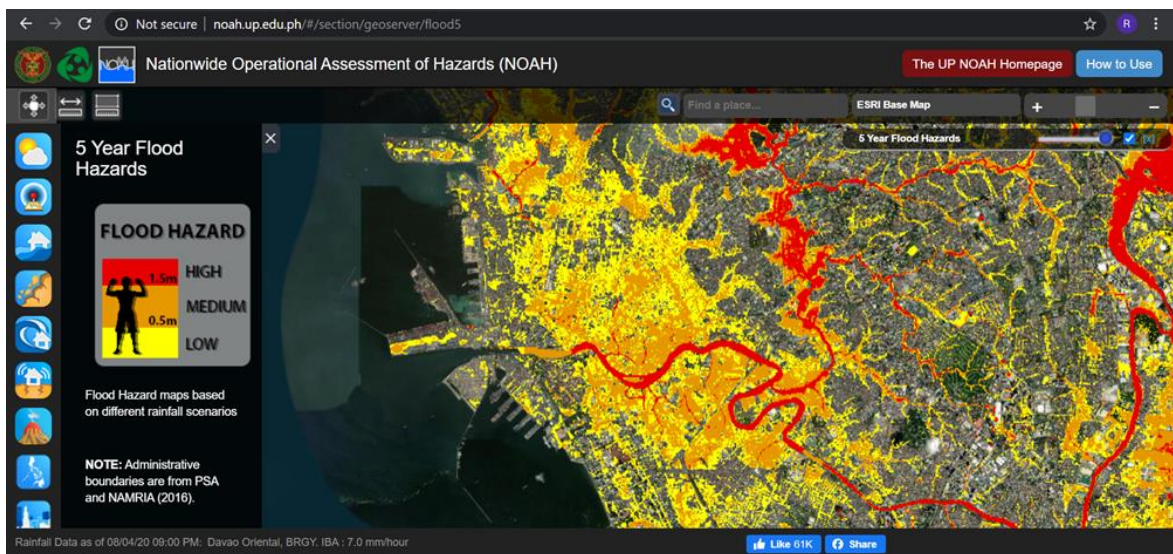 Not secure | noah.up.edu.ph/#/section/geoserver/flood5
R
NOAH
Nationwide Operational Assessment of Hazards (NOAH)
The UP NOAH Homepage
How to Use
Find a place...
ESRI Base Map
+
−
5 Year Flood Hazards
[X]
5 Year Flood
Hazards
×
FLOOD HAZARD
1.5m
HIGH
MEDIUM
0.5m
LOW
Flood Hazard maps based
on different rainfall scenarios
NOTE: Administrative
boundaries are from PSA
and NAMRIA (2016).
Rainfall Data as of 08/04/20 09:00 PM: Davao Oriental, BRGY. IBA : 7.0 mm/hour
Like 61K
Share